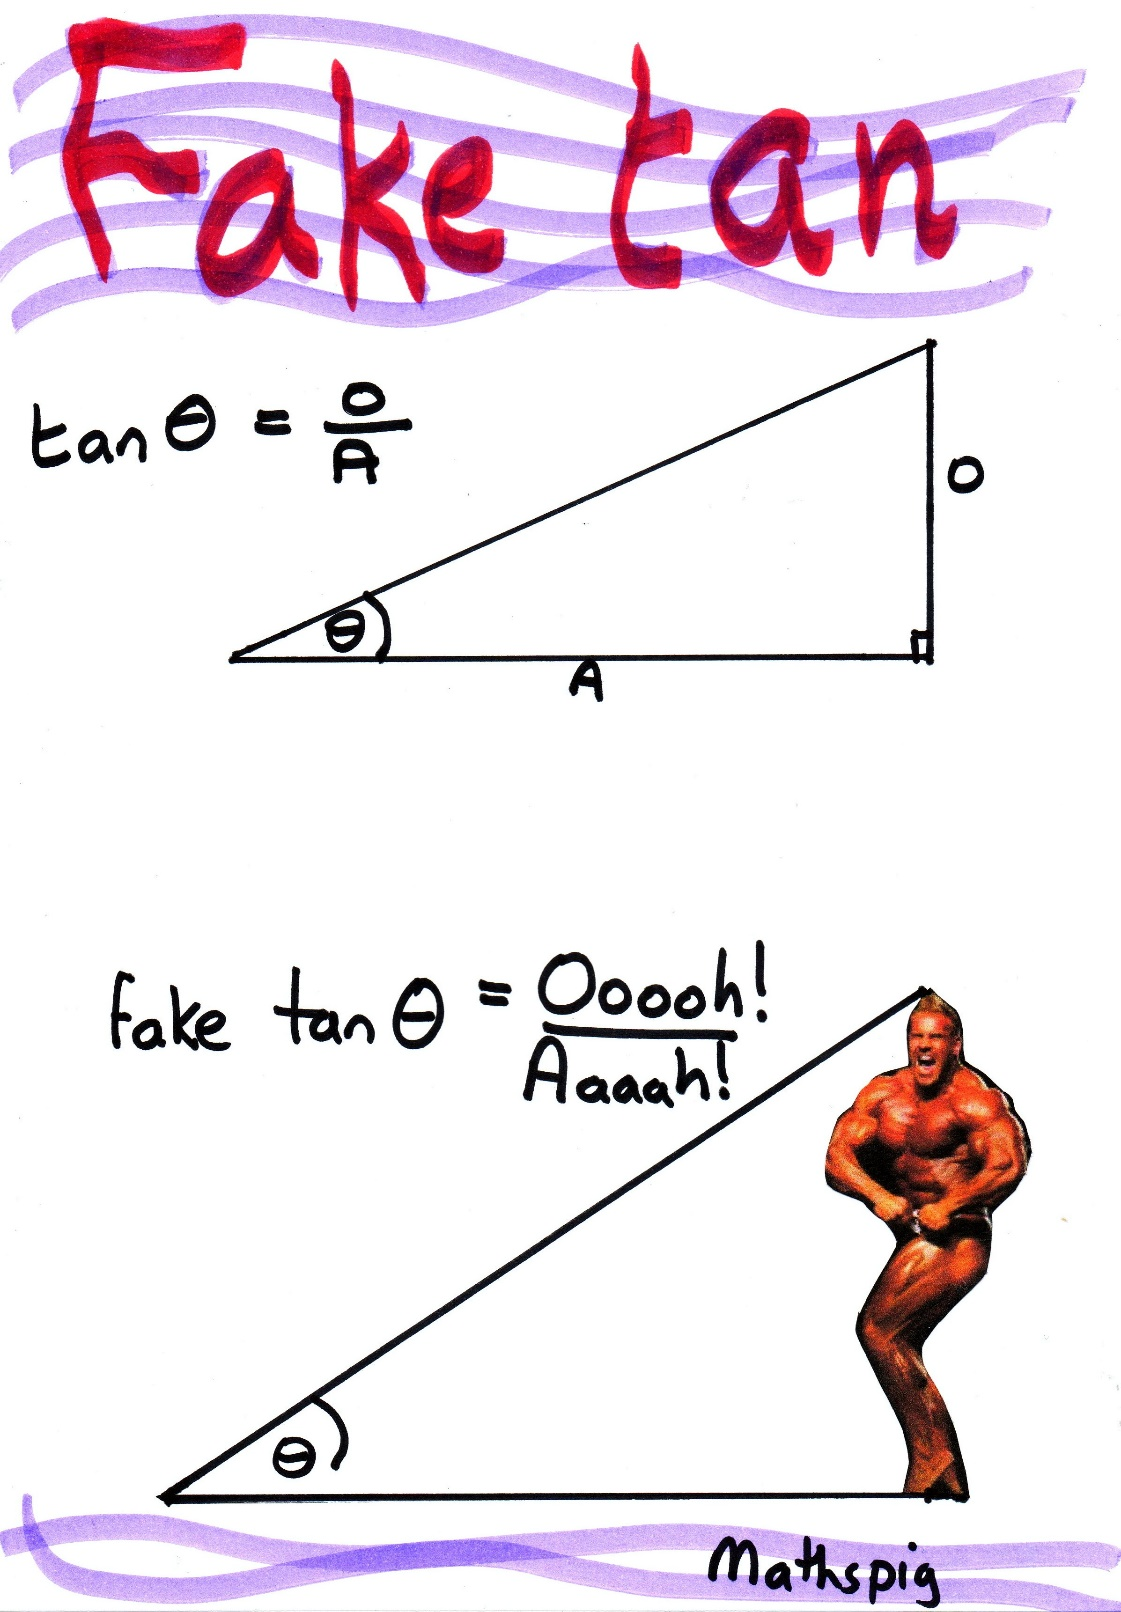 Fake tan
tan θ = O
A
O
θ
A
Fake tan θ = Ooooh!
Aaaah!
θ
Mathspig